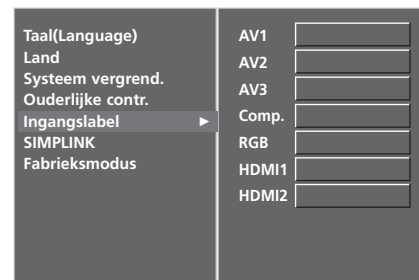 Taal(Language)
Land
Systeem vergrend.
Ouderlijke contr.
Ingangslabel ►
SIMPLINK
Fabrieksmodus
AV1
AV2
AV3
Comp.
RGB
HDMI1
HDMI2